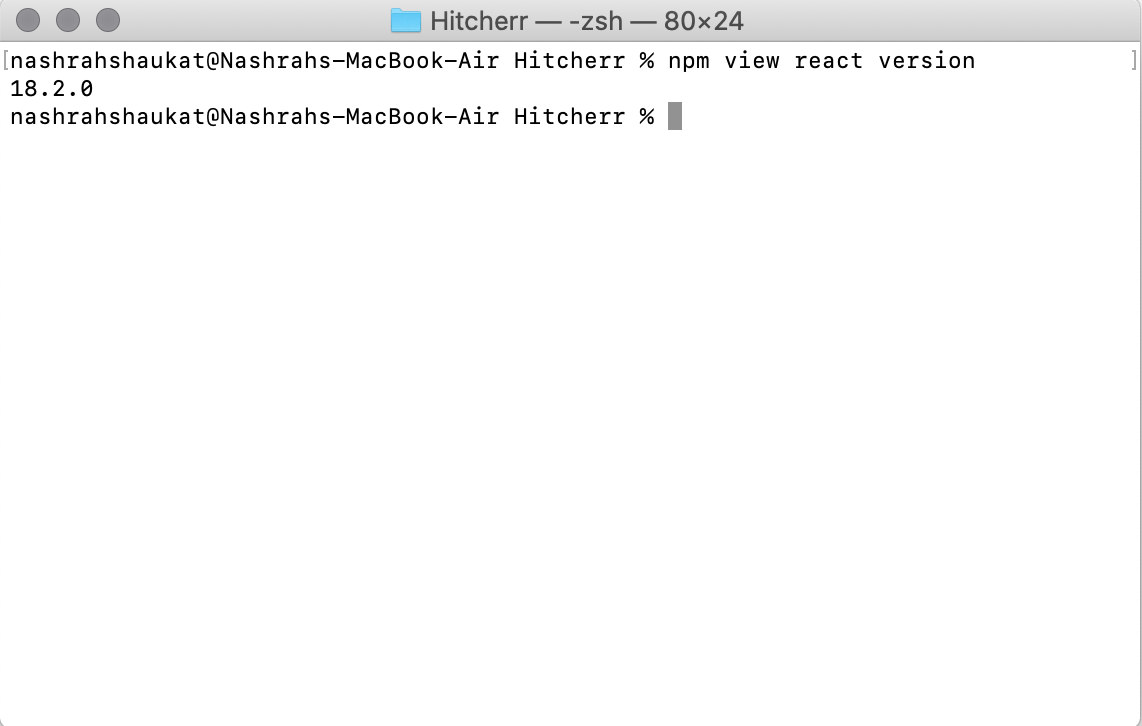 Hitcherr — -zsh — 80×24
[nashrahshaukat@Nashrahs-MacBook-Air Hitcherr % npm view react version ]
18.2.0
nashrahshaukat@Nashrahs-MacBook-Air Hitcherr %